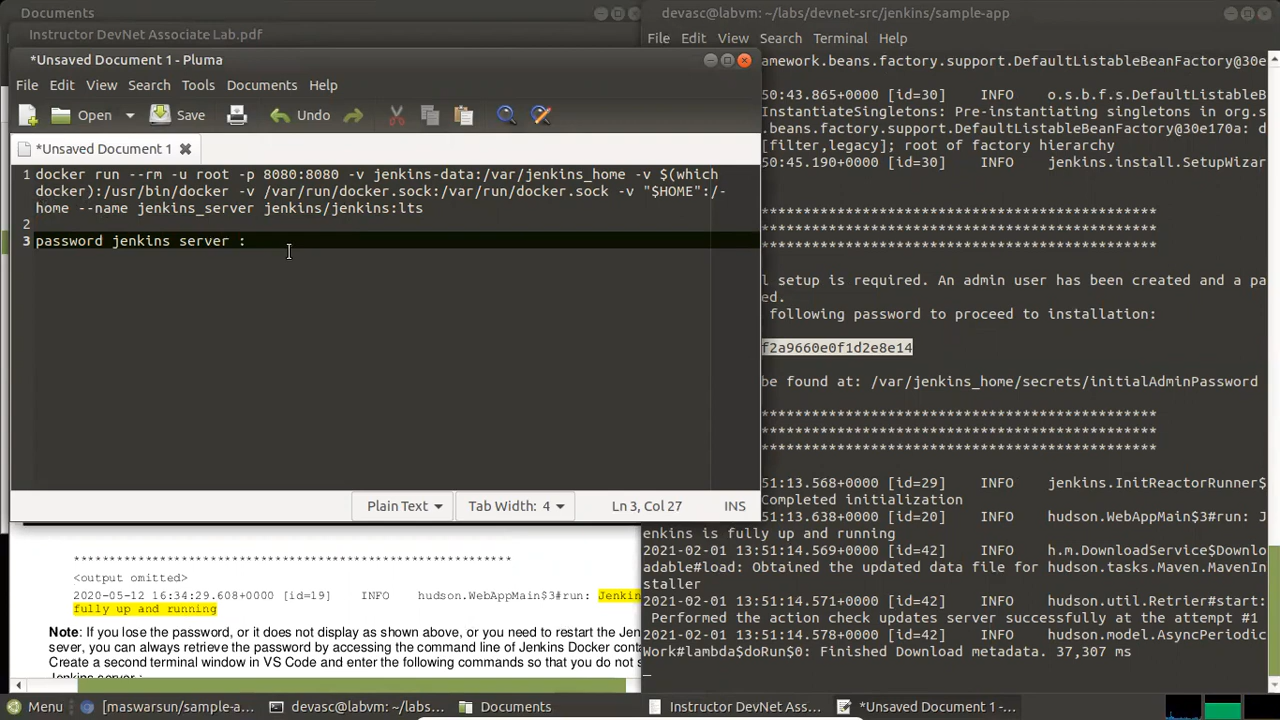 Documents
Instructor DevNet Associate Lab.pdf
*Unsaved Document 1 - Pluma
File Edit View Search Tools Documents Help
Open Save Undo
*Unsaved Document 1
1 docker run --rm -u root -p 8080:8080 -v jenkins-data:/var/jenkins_home -v $(which
docker):/usr/bin/docker -v /var/run/docker.sock:/var/run/docker.sock -v "$HOME":/-
home --name jenkins_server jenkins/jenkins:lts
2
3 password jenkins server :
Plain Text Tab Width: 4 Ln 3, Col 27 INS
****************************************************************
<output omitted>
2020-05-12 16:34:29.608+0000 [id=19] INFO hudson.WebAppMain$3#run: Jenkin
fully up and running
Note: If you lose the password, or it does not display as shown above, or you need to restart the Jen
sever, you can always retrieve the password by accessing the command line of Jenkins Docker conta
Create a second terminal window in VS Code and enter the following commands so that you do not s
Jenkins server.:
devasc@labvm: ~/labs/devnet-src/jenkins/sample-app
File Edit View Search Terminal Help
amework.beans.factory.support.DefaultListableBeanFactory@30e
50:43.865+0000 [id=30] INFO o.s.b.f.s.DefaultListableB
InstantiateSingletons: Pre-instantiating singletons in org.s
.beans.factory.support.DefaultListableBeanFactory@30e170a: d
[filter,legacy]; root of factory hierarchy
50:45.190+0000 [id=30] INFO jenkins.install.SetupWizar
***********************************************
***********************************************
***********************************************
l setup is required. An admin user has been created and a pa
ed.
following password to proceed to installation:
f2a9660e0f1d2e8e14
be found at: /var/jenkins_home/secrets/initialAdminPassword
***********************************************
***********************************************
***********************************************
51:13.568+0000 [id=29] INFO jenkins.InitReactorRunner$
Completed initialization
51:13.638+0000 [id=20] INFO hudson.WebAppMain$3#run: J
enkins is fully up and running
2021-02-01 13:51:14.569+0000 [id=42] INFO h.m.DownloadService$Downlo
adable#load: Obtained the updated data file for hudson.tasks.Maven.MavenIn
staller
2021-02-01 13:51:14.571+0000 [id=42] INFO hudson.util.Retrier#start:
Performed the action check updates server successfully at the attempt #1
2021-02-01 13:51:14.578+0000 [id=42] INFO hudson.model.AsyncPeriodic
Work#lambda$doRun$0: Finished Download metadata. 37,307 ms
Menu [maswarsun/sample-a... devasc@labvm: ~/labs... Documents Instructor DevNet Asso... *Unsaved Document 1 -...